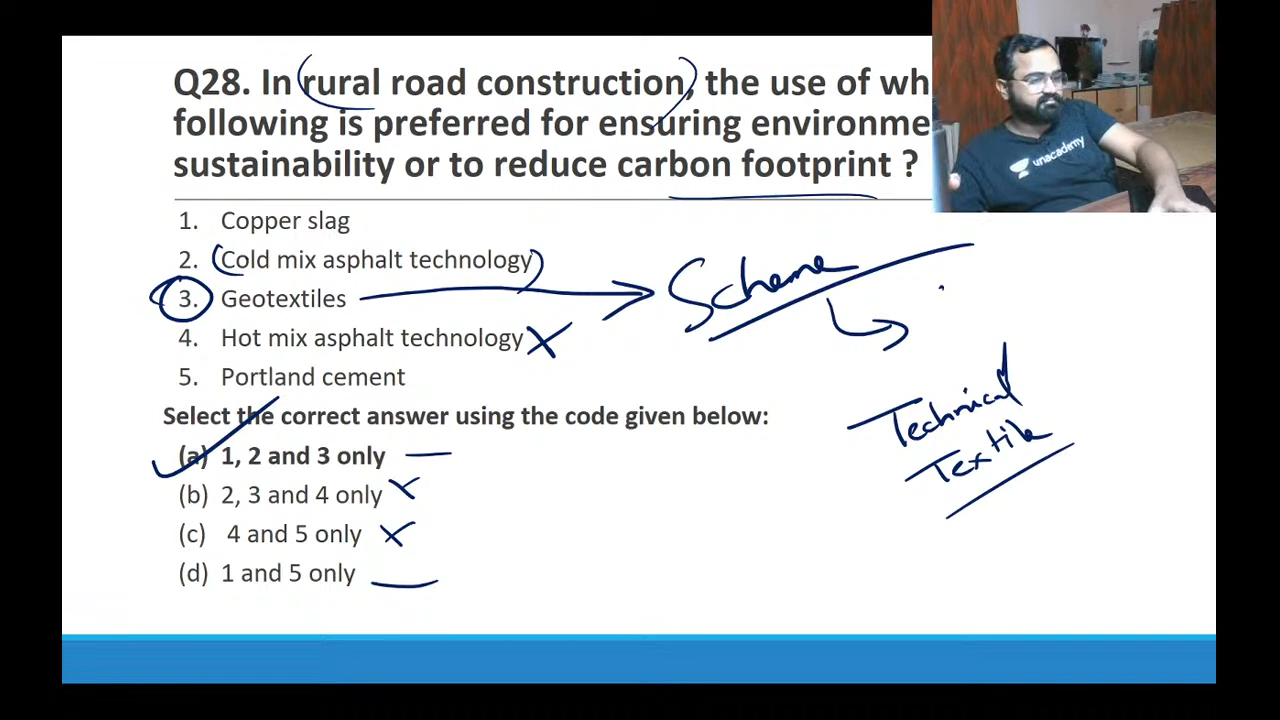 Q28. In rural road construction, the use of wh
following is preferred for ensuring environme
sustainability or to reduce carbon footprint ?
unacademy
1. Copper slag
2. Cold mix asphalt technology
3. Geotextiles
Scheme
4. Hot mix asphalt technology
5. Portland cement
Technical
Textile
Select the correct answer using the code given below:
(a) 1, 2 and 3 only
(b) 2, 3 and 4 only
(c) 4 and 5 only
(d) 1 and 5 only